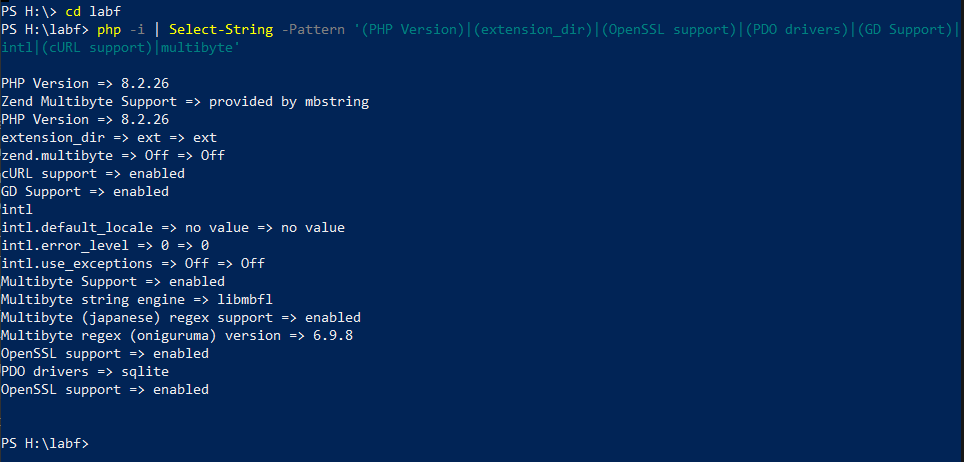 PS H:\> cd labf
PS H:\labf> php -i | Select-String -Pattern '(PHP Version)|(extension_dir)|(OpenSSL support)|(PDO drivers)|(GD Support)|
intl|(cURL support)|multibyte'
PHP Version => 8.2.26
Zend Multibyte Support => provided by mbstring
PHP Version => 8.2.26
extension_dir => ext => ext
zend.multibyte => Off => Off
cURL support => enabled
GD Support => enabled
intl
intl.default_locale => no value => no value
intl.error_level => 0 => 0
intl.use_exceptions => Off => Off
Multibyte Support => enabled
Multibyte string engine => libmbfl
Multibyte (japanese) regex support => enabled
Multibyte regex (oniguruma) version => 6.9.8
OpenSSL support => enabled
PDO drivers => sqlite
OpenSSL support => enabled
PS H:\labf>